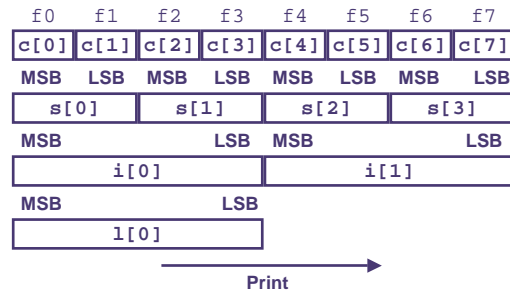 f0 f1 f2 f3 f4 f5 f6 f7
c[0] c[1] c[2] c[3] c[4] c[5] c[6] c[7]
MSB LSB MSB LSB MSB LSB MSB LSB
s[0] s[1] s[2] s[3]
MSB LSB MSB LSB
i[0] i[1]
MSB LSB
l[0]
Print